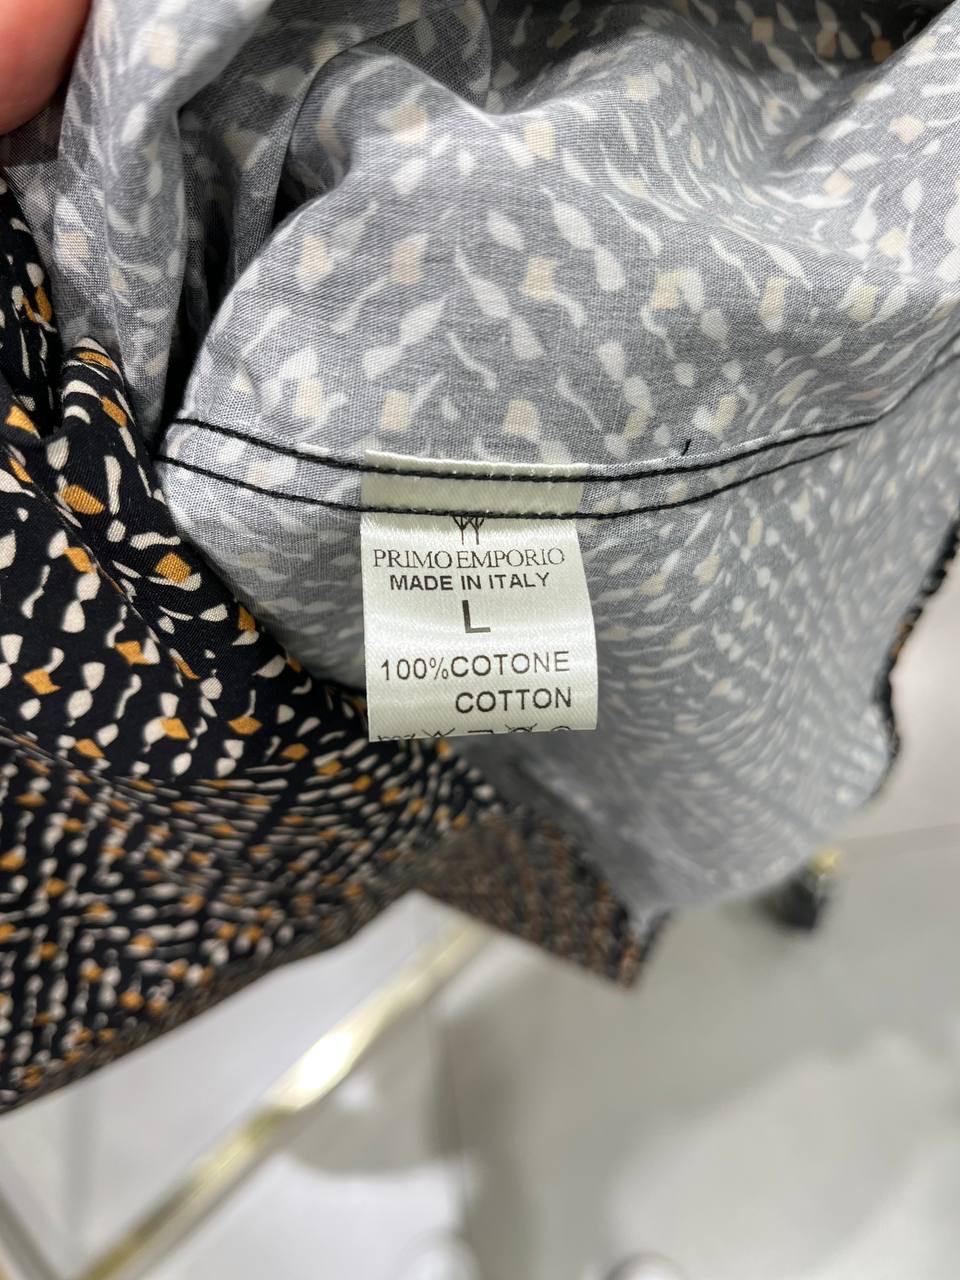 PRIMO EMPORIO
MADE IN ITALY
L
100%COTONE
COTTON